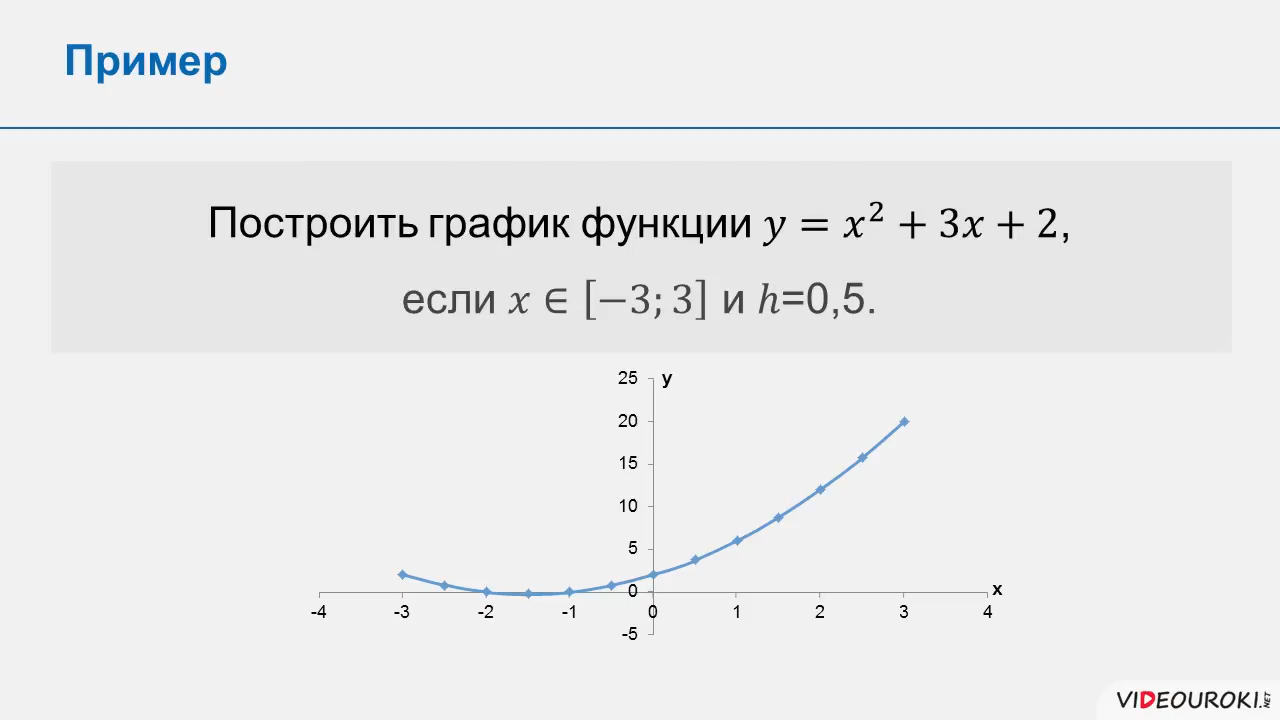 Пример
Построить график функции 𝑦 = 𝑥² + 3𝑥 + 2,
если 𝑥 ∈ [−3; 3] и ℎ=0,5.
25
y
20
15
10
5
0
x
-4 -3 -2 -1 0 1 2 3 4
-5
VIDEOUROKI.NET